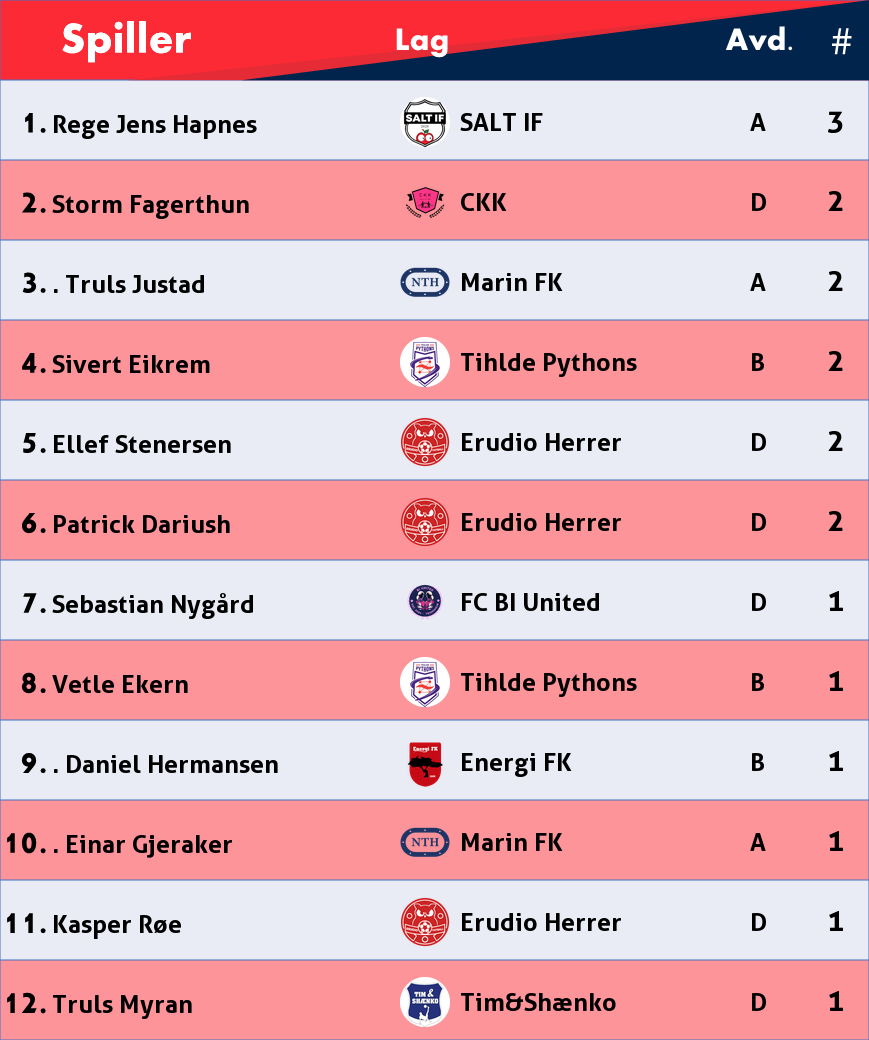 Spiller Lag Avd. #
1. Rege Jens Hapnes SALT IF SALT IF A 3
2. Storm Fagerthun CKK CKK D 2
3. . Truls Justad NTH Marin FK A 2
4. Sivert Eikrem PYTHONS Tihlde Pythons B 2
5. Ellef Stenersen Erudio Herrer D 2
6. Patrick Dariush Erudio Herrer D 2
7. Sebastian Nygård FC BI United D 1
8. Vetle Ekern PYTHONS Tihlde Pythons B 1
9. . Daniel Hermansen Energi FK Energi FK B 1
10. . Einar Gjeraker NTH Marin FK A 1
11. Kasper Røe Erudio Herrer D 1
12. Truls Myran TIM & SHÆNKO Tim&Shænko D 1